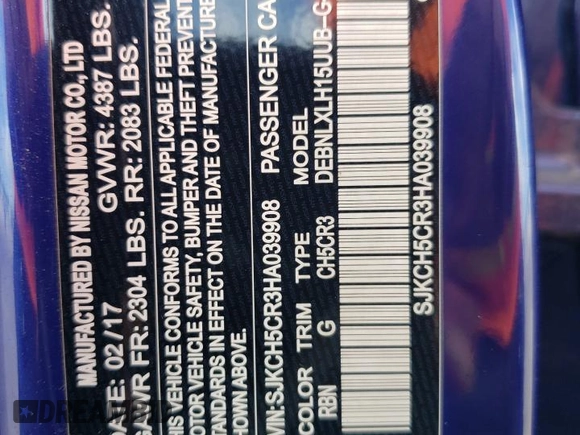 MANUFACTURED BY NISSAN MOTOR CO., LTD
DATE: 02/17 GVWR: 4387 LBS.
GAWR FR: 2304 LBS. RR: 2083 LBS.
THIS VEHICLE CONFORMS TO ALL APPLICABLE FEDERAL
MOTOR VEHICLE SAFETY, BUMPER AND THEFT PREVENT
STANDARDS IN EFFECT ON THE DATE OF MANUFACTURE
SHOWN ABOVE.
VIN: SJKCH5CR3HA039908 PASSENGER CA
COLOR TRIM TYPE MODEL
RBN G CH5CR3 DEBNLXLH15UUB-G
SJKCH5CR3HA039908